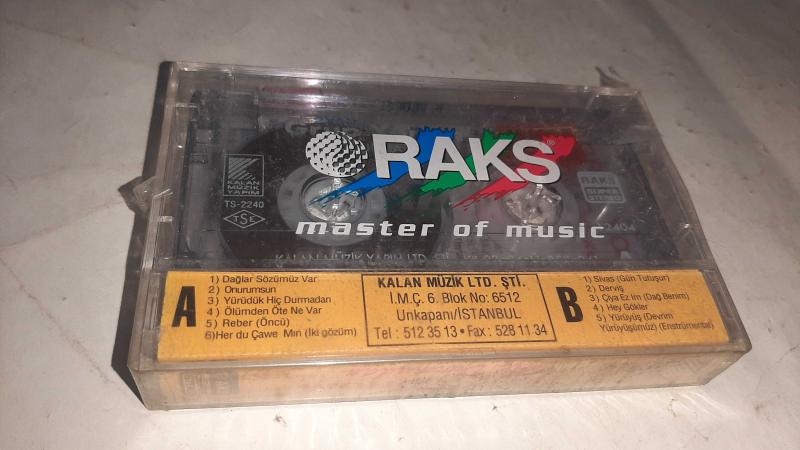 RAKS®
master of music
KALAN
MÜZİK
YAPIM
TS-2240
TSE
RAKS
SUPER
STEREO
A
1) Dağlar Sözümüz Var
2) Onurumsun
3) Yürüdük Hiç Durmadan
4) Ölümden Öte Ne Var
5) Reber (Öncü)
6)Her du Çawe Mın (İki gözüm)
KALAN MÜZİK LTD. ŞTİ.
İ.M.Ç. 6. Blok No: 6512
Unkapanı/İSTANBUL
Tel : 512 35 13 • Fax : 528 11 34
B
1) Sivas (Gün Tutuşur)
2) Derviş
3) Çiya Ez Im (Dağ Benim)
4) Hey Gökler
5) Yürüyüş (Devrim
Yürüyüşümüz) (Enstrümental)